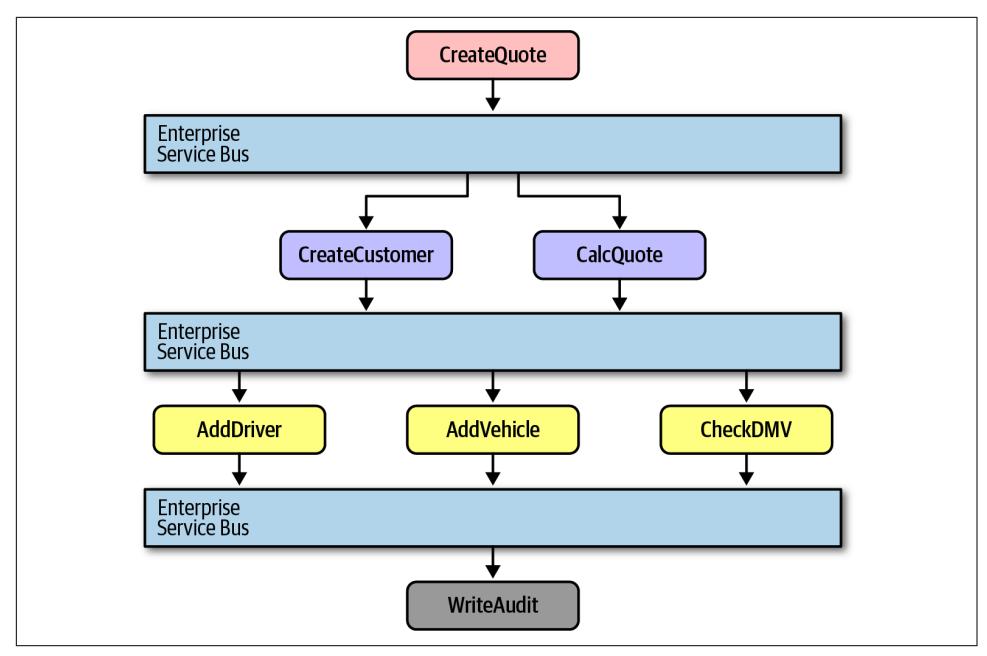 CreateQuote
Enterprise
Service Bus
CreateCustomer
CalcQuote
Enterprise
Service Bus
AddDriver
AddVehicle
CheckDMV
Enterprise
Service Bus
WriteAudit